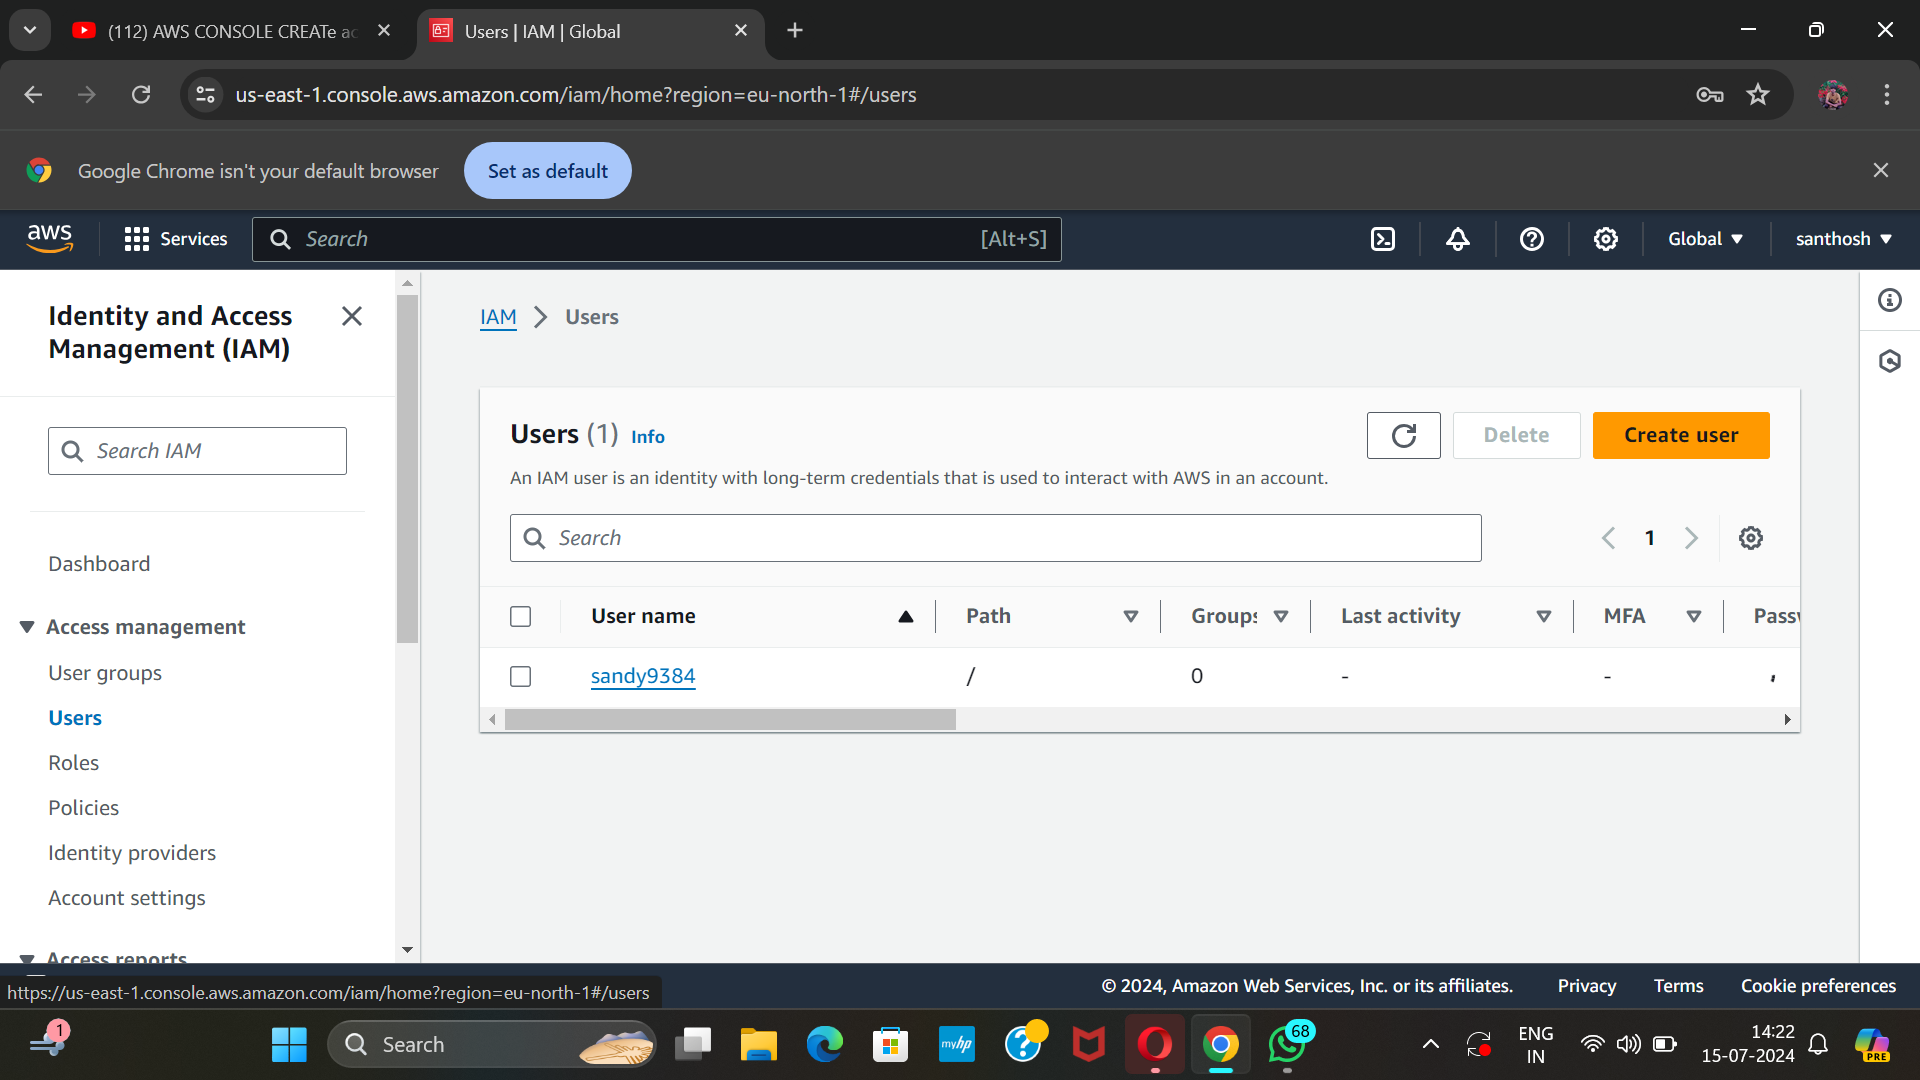 (112) AWS CONSOLE CREATe ac
Users | IAM | Global
us-east-1.console.aws.amazon.com/iam/home?region=eu-north-1#/users
Google Chrome isn't your default browser
Set as default
aws
Services
Search
[Alt+S]
Global
santhosh
Identity and Access
Management (IAM)
Search IAM
Dashboard
Access management
User groups
Users
Roles
Policies
Identity providers
Account settings
Access reports
IAM > Users
Users (1) Info
Delete
Create user
An IAM user is an identity with long-term credentials that is used to interact with AWS in an account.
Search
1
User name Path Groups Last activity MFA Passw
sandy9384 / 0 - -
https://us-east-1.console.aws.amazon.com/iam/home?region=eu-north-1#/users
© 2024, Amazon Web Services, Inc. or its affiliates. Privacy Terms Cookie preferences
1
Search
myhp
68
ENG
IN
14:22
15-07-2024
PRE